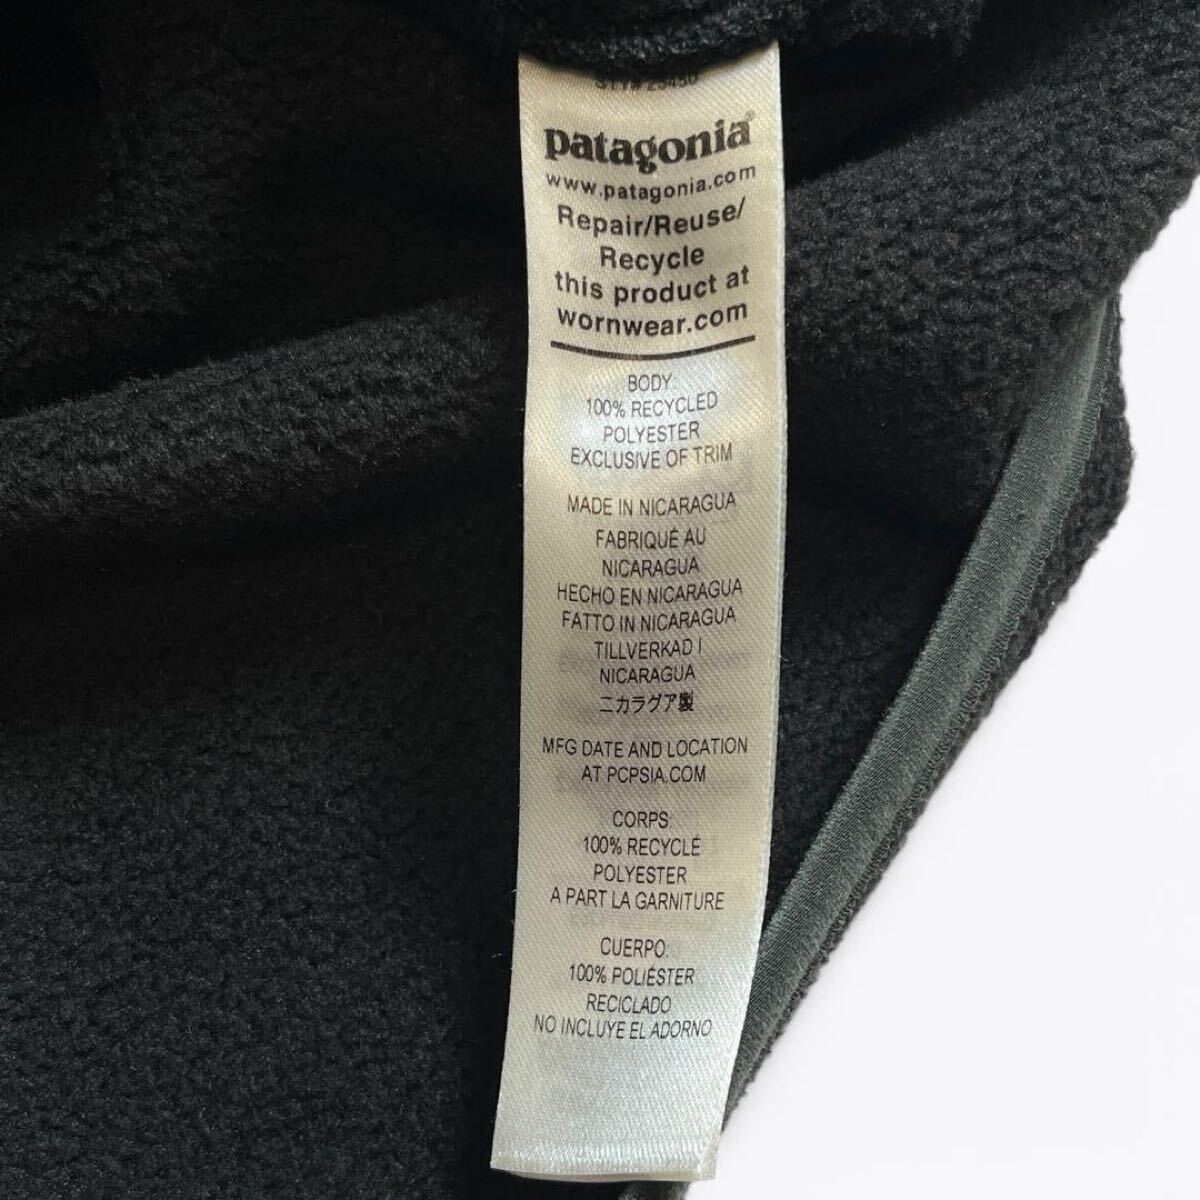 patagonia®
www.patagonia.com
Repair/Reuse/
Recycle
this product at
wornwear.com
BODY:
100% RECYCLED
POLYESTER
EXCLUSIVE OF TRIM
MADE IN NICARAGUA
FABRIQUÉ AU
NICARAGUA
HECHO EN NICARAGUA
FATTO IN NICARAGUA
TILLVERKAD I
NICARAGUA
ニカラグア製
MFG DATE AND LOCATION
AT PCPSIA.COM
CORPS:
100% RECYCLÉ
POLYESTER
A PART LA GARNITURE
CUERPO:
100% POLIÉSTER
RECICLADO
NO INCLUYE EL ADORNO